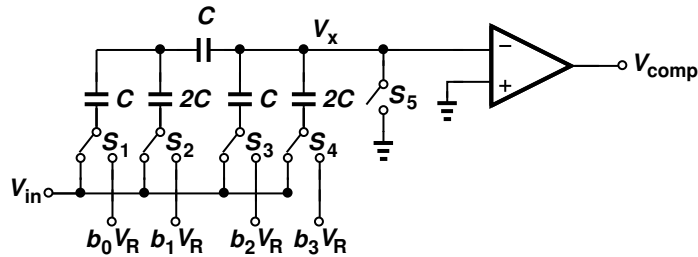 C
V_x
C
2C
C
2C
S_1
S_2
S_3
S_4
S_5
−
+
V_comp
V_in
b_0V_R
b_1V_R
b_2V_R
b_3V_R